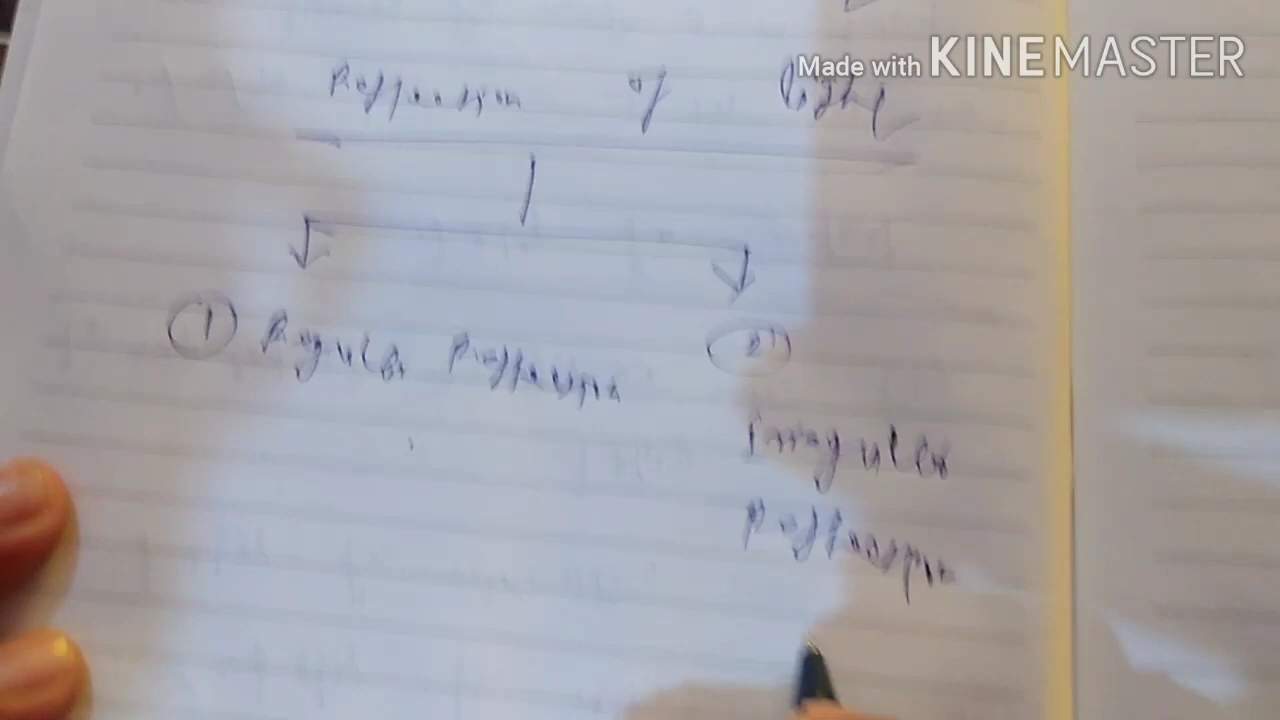 Made with KINEMASTER
Reflection of light
① Regular Reflection
②
Irregular
Reflection